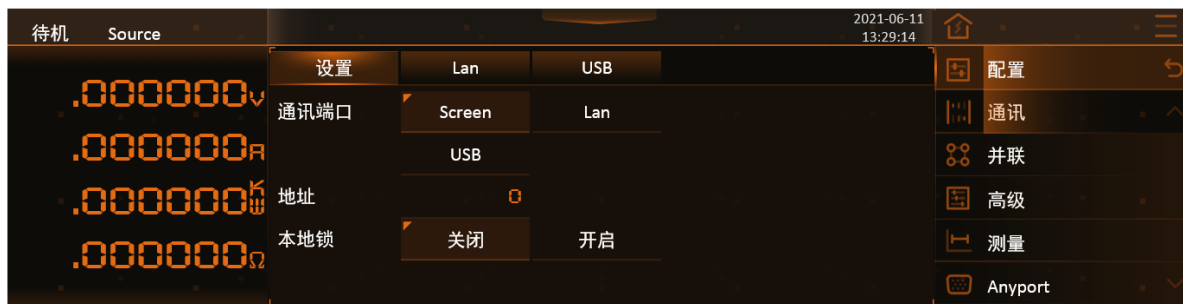 待机 Source
2021-06-11
13:29:14
.000000V
.000000A
.000000KW
.000000Ω
设置 Lan USB
通讯端口 Screen Lan
USB
地址 0
本地锁 关闭 开启
配置
通讯
并联
高级
测量
Anyport